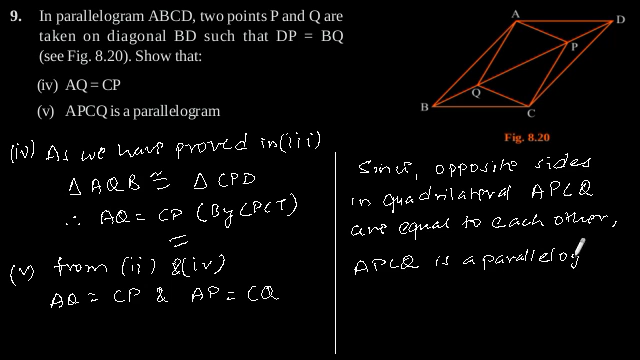 9. In parallelogram ABCD, two points P and Q are
taken on diagonal BD such that DP = BQ
(see Fig. 8.20). Show that:
(iv) AQ = CP
(v) APCQ is a parallelogram
A
D
P
Q
B
C
Fig. 8.20
(iv) As we have proved in (iii)
Δ AQB ≅ Δ CPD
∴ AQ = CP (By CPCT)
(v) from (ii) & (iv)
AQ = CP & AP = CQ
Since, opposite sides
in quadrilateral APCQ
are equal to each other,
APCQ is a parallelog